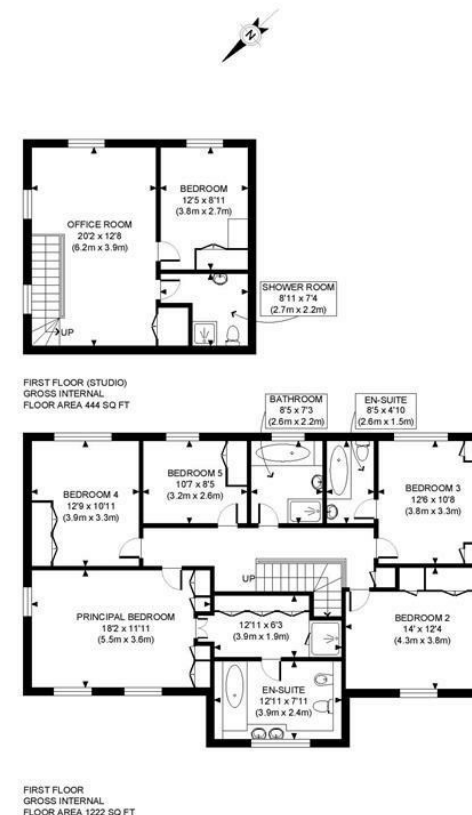 N
BEDROOM
12'5 x 8'11
(3.8m x 2.7m)
OFFICE ROOM
20'2 x 12'8
(6.2m x 3.9m)
SHOWER ROOM
8'11 x 7'4
(2.7m x 2.2m)
UP
FIRST FLOOR (STUDIO)
GROSS INTERNAL
FLOOR AREA 444 SQ FT
BATHROOM
8'5 x 7'3
(2.6m x 2.2m)
EN-SUITE
8'5 x 4'10
(2.6m x 1.5m)
BEDROOM 4
12'9 x 10'11
(3.9m x 3.3m)
BEDROOM 5
10'7 x 8'5
(3.2m x 2.6m)
BEDROOM 3
12'6 x 10'8
(3.8m x 3.3m)
UP
PRINCIPAL BEDROOM
18'2 x 11'11
(5.5m x 3.6m)
12'11 x 6'3
(3.9m x 1.9m)
BEDROOM 2
14' x 12'4
(4.3m x 3.8m)
EN-SUITE
12'11 x 7'11
(3.9m x 2.4m)
FIRST FLOOR
GROSS INTERNAL
FLOOR AREA 1222 SQ FT